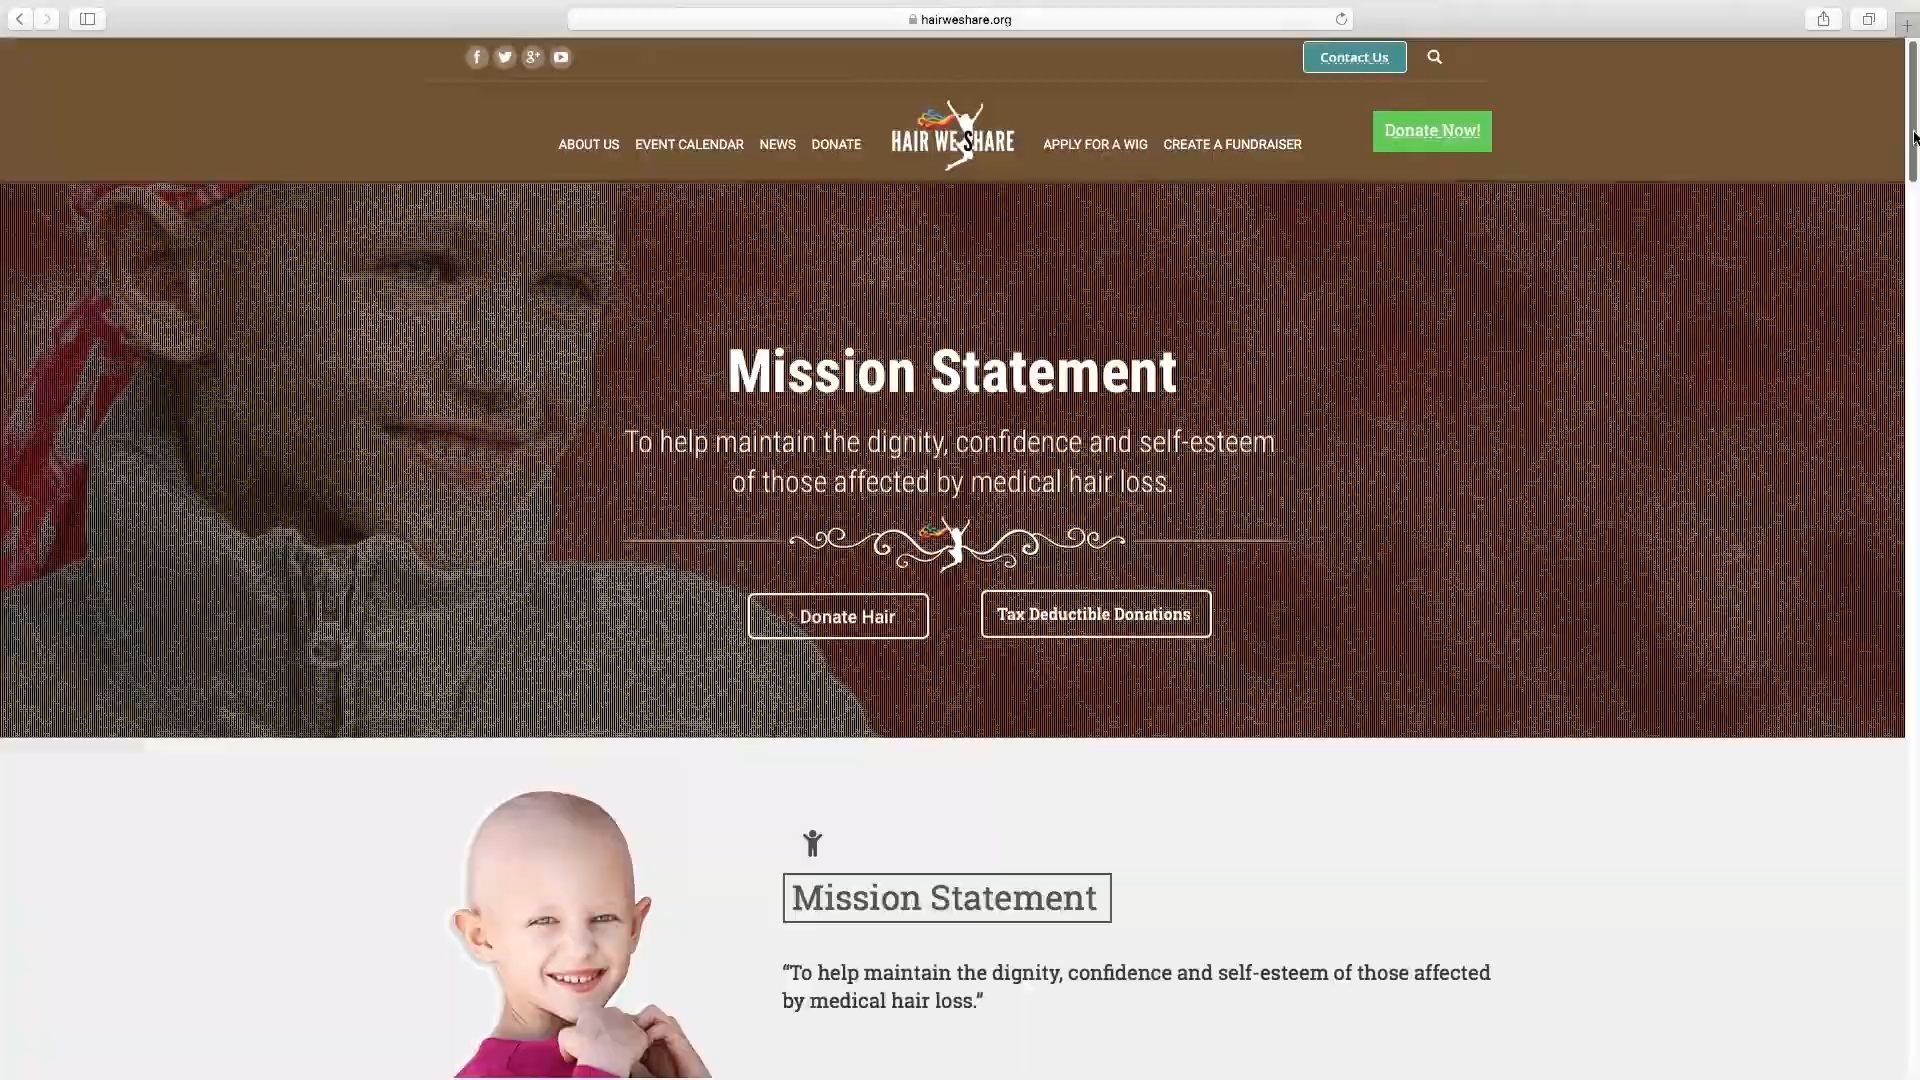 hairweshare.org
Contact Us
ABOUT US EVENT CALENDAR NEWS DONATE HAIR WE SHARE APPLY FOR A WIG CREATE A FUNDRAISER Donate Now!
Mission Statement
To help maintain the dignity, confidence and self-esteem
of those affected by medical hair loss.
Donate Hair Tax Deductible Donations
Mission Statement
“To help maintain the dignity, confidence and self-esteem of those affected
by medical hair loss.”